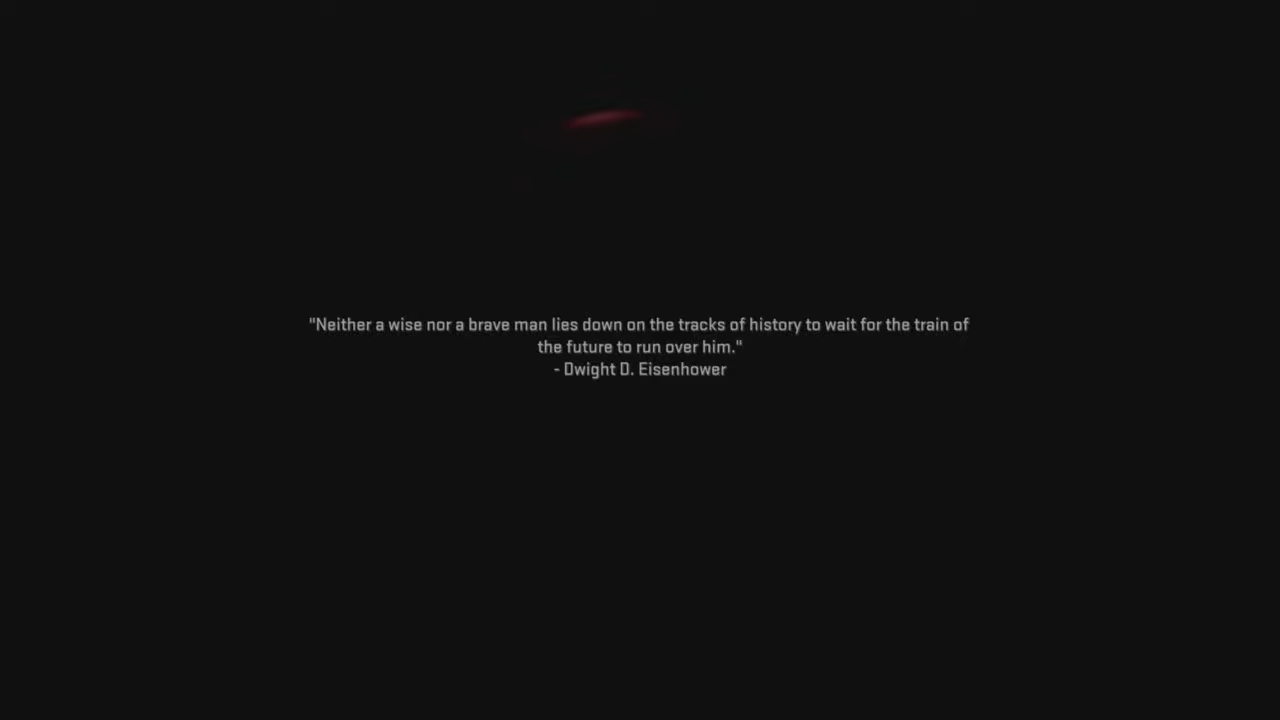 "Neither a wise nor a brave man lies down on the tracks of history to wait for the train of
the future to run over him."
- Dwight D. Eisenhower